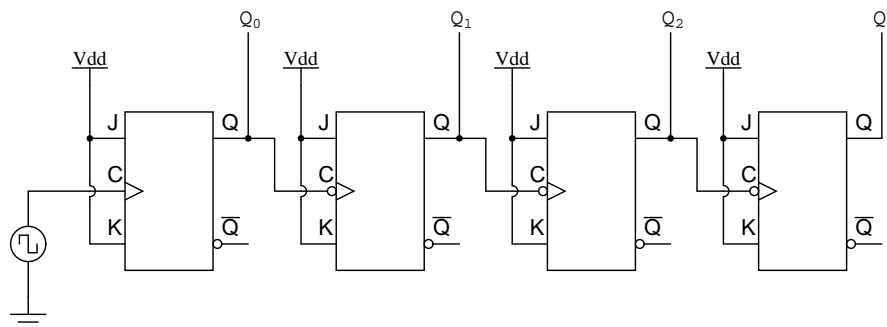 Q₀ Q₁ Q₂ Q
Vdd Vdd Vdd Vdd
J Q J Q J Q J Q
C C C C
K Q̅ K Q̅ K Q̅ K Q̅